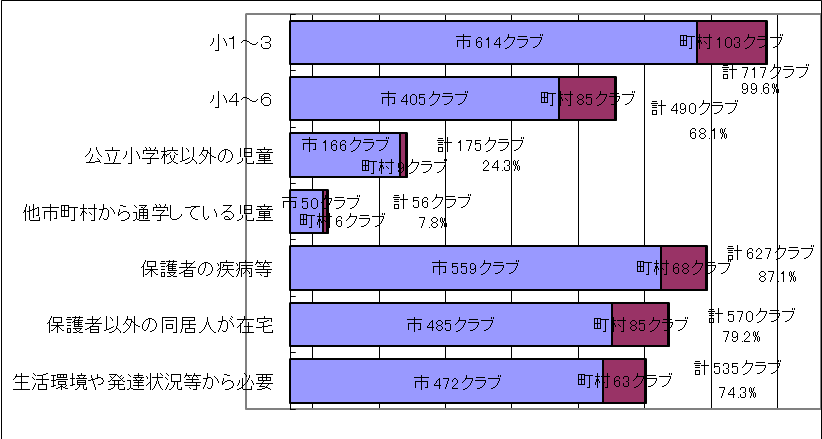 小1～3
市614クラブ
町村103クラブ
計717クラブ
99.6%
小4～6
市405クラブ
町村85クラブ
計490クラブ
68.1%
公立小学校以外の児童
市166クラブ
町村9クラブ
計175クラブ
24.3%
他市町村から通学している児童
市50クラブ
町村6クラブ
計56クラブ
7.8%
保護者の疾病等
市559クラブ
町村68クラブ
計627クラブ
87.1%
保護者以外の同居人が在宅
市485クラブ
町村85クラブ
計570クラブ
79.2%
生活環境や発達状況等から必要
市472クラブ
町村63クラブ
計535クラブ
74.3%